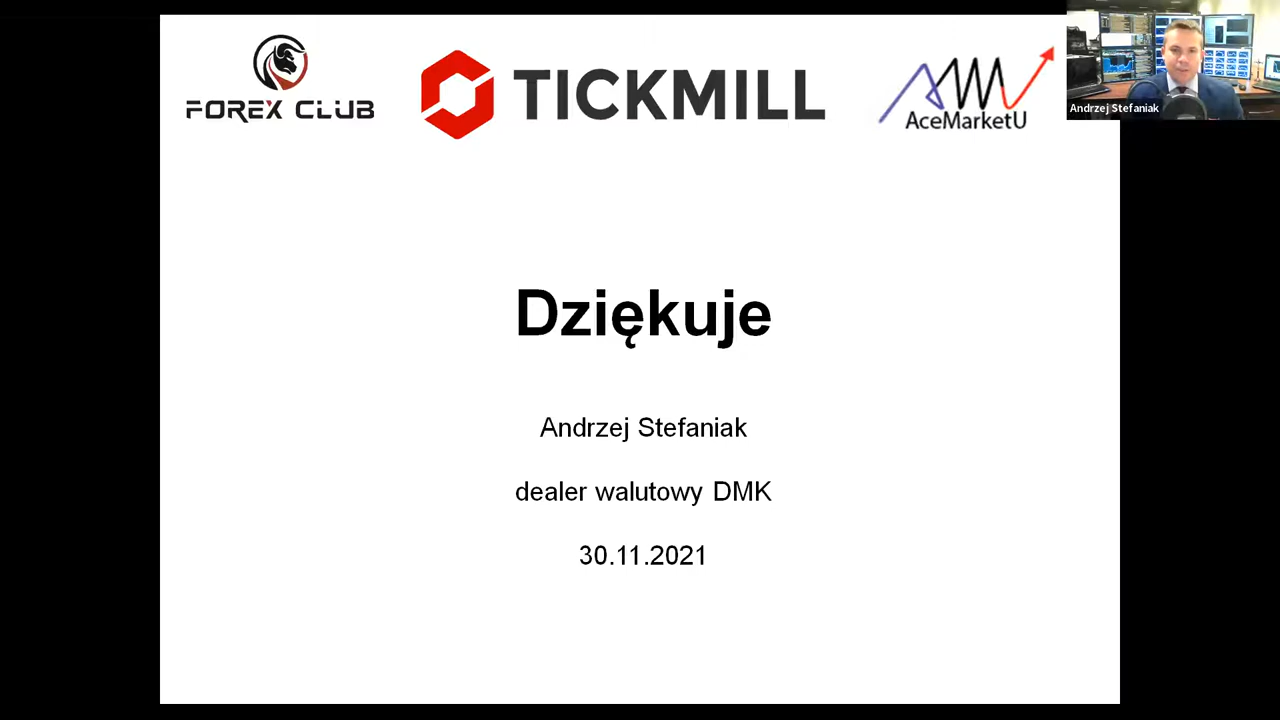 FOREX CLUB
TICKMILL
AceMarketU
Andrzej Stefaniak
Dziękuje
Andrzej Stefaniak
dealer walutowy DMK
30.11.2021